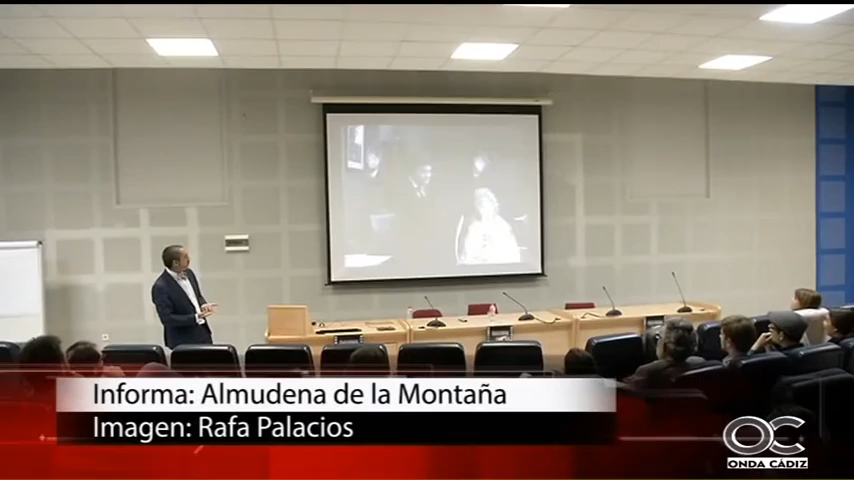 Informa: Almudena de la Montaña
Imagen: Rafa Palacios
OC
ONDA CÁDIZ